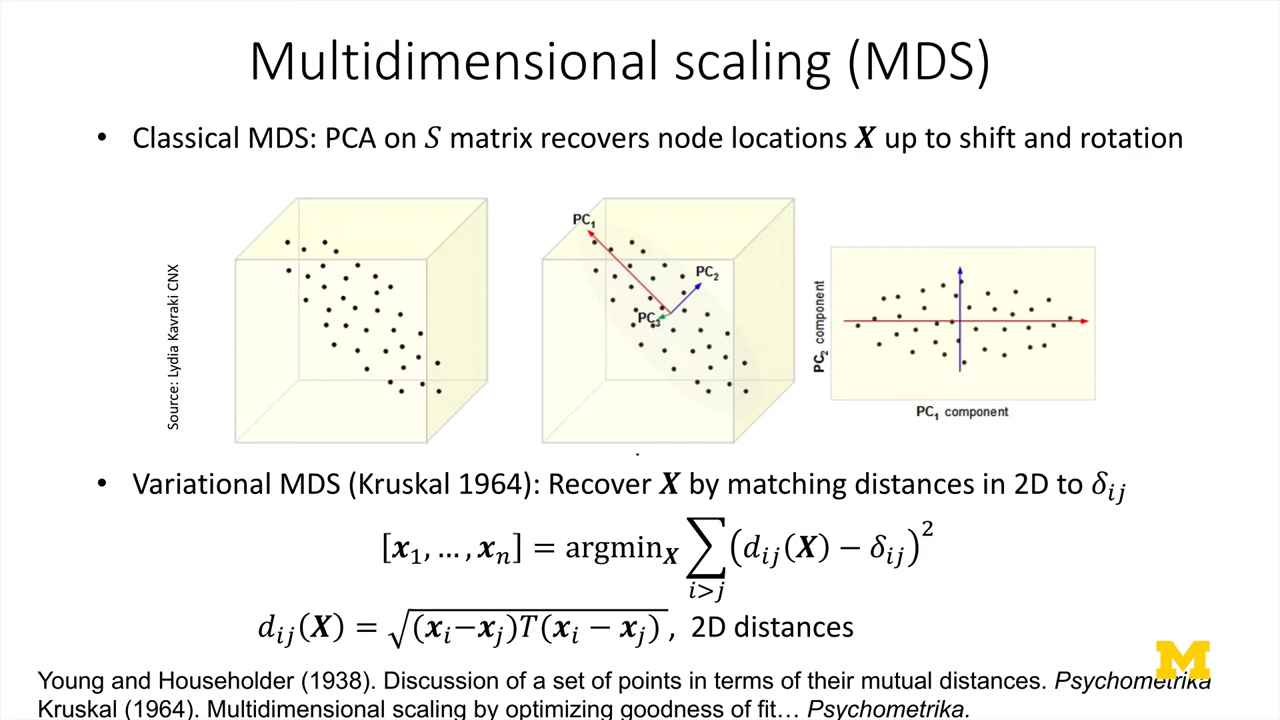 Multidimensional scaling (MDS)
• Classical MDS: PCA on S matrix recovers node locations X up to shift and rotation
Source: Lydia Kavraki CNX
PC₁
PC₂
PC₃
PC₂ component
PC₁ component
• Variational MDS (Kruskal 1964): Recover X by matching distances in 2D to δᵢⱼ
[x₁, … , xₙ] = argminₓ ∑ᵢ>ⱼ (dᵢⱼ(X) − δᵢⱼ)²
dᵢⱼ(X) = √(xᵢ−xⱼ)T(xᵢ − xⱼ) , 2D distances
M
Young and Householder (1938). Discussion of a set of points in terms of their mutual distances. Psychometrika
Kruskal (1964). Multidimensional scaling by optimizing goodness of fit… Psychometrika.